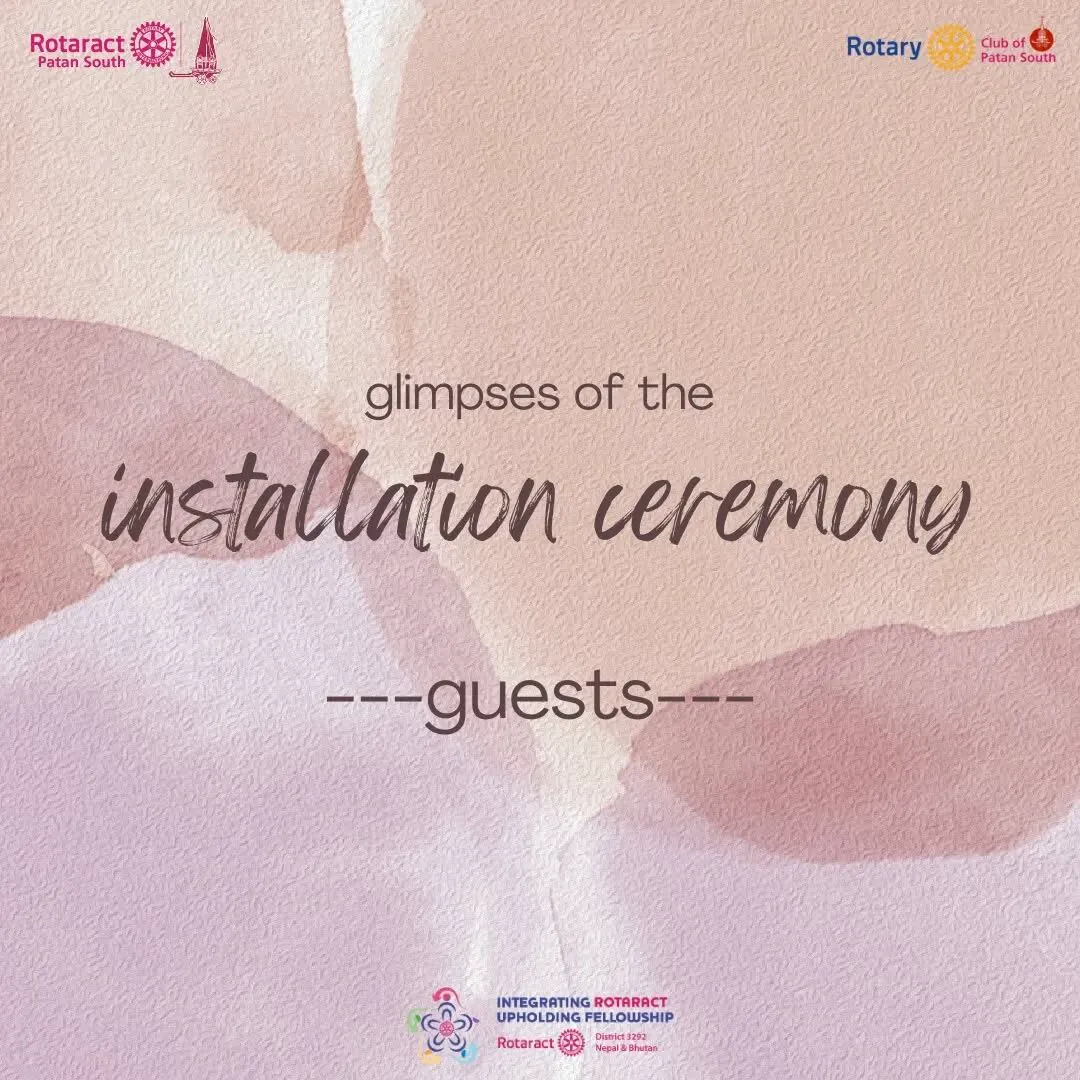 Rotaract
Patan South
Rotary
Club of
Patan South
glimpses of the
installation ceremony
---guests---
INTEGRATING ROTARACT
UPHOLDING FELLOWSHIP
Rotaract
District 3292
Nepal & Bhutan